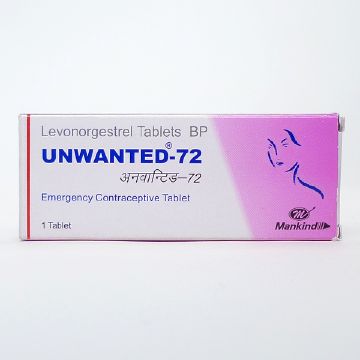 Levonorgestrel Tablets BP
UNWANTED®-72
अनवान्टिड-72
Emergency Contraceptive Tablet
1 Tablet
Mankind